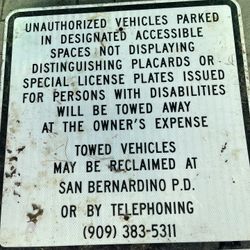 UNAUTHORIZED VEHICLES PARKED
IN DESIGNATED ACCESSIBLE
SPACES NOT DISPLAYING
DISTINGUISHING PLACARDS OR
SPECIAL LICENSE PLATES ISSUED
FOR PERSONS WITH DISABILITIES
WILL BE TOWED AWAY
AT THE OWNER'S EXPENSE
TOWED VEHICLES
MAY BE RECLAIMED AT
SAN BERNARDINO P.D.
OR BY TELEPHONING
(909) 383-5311